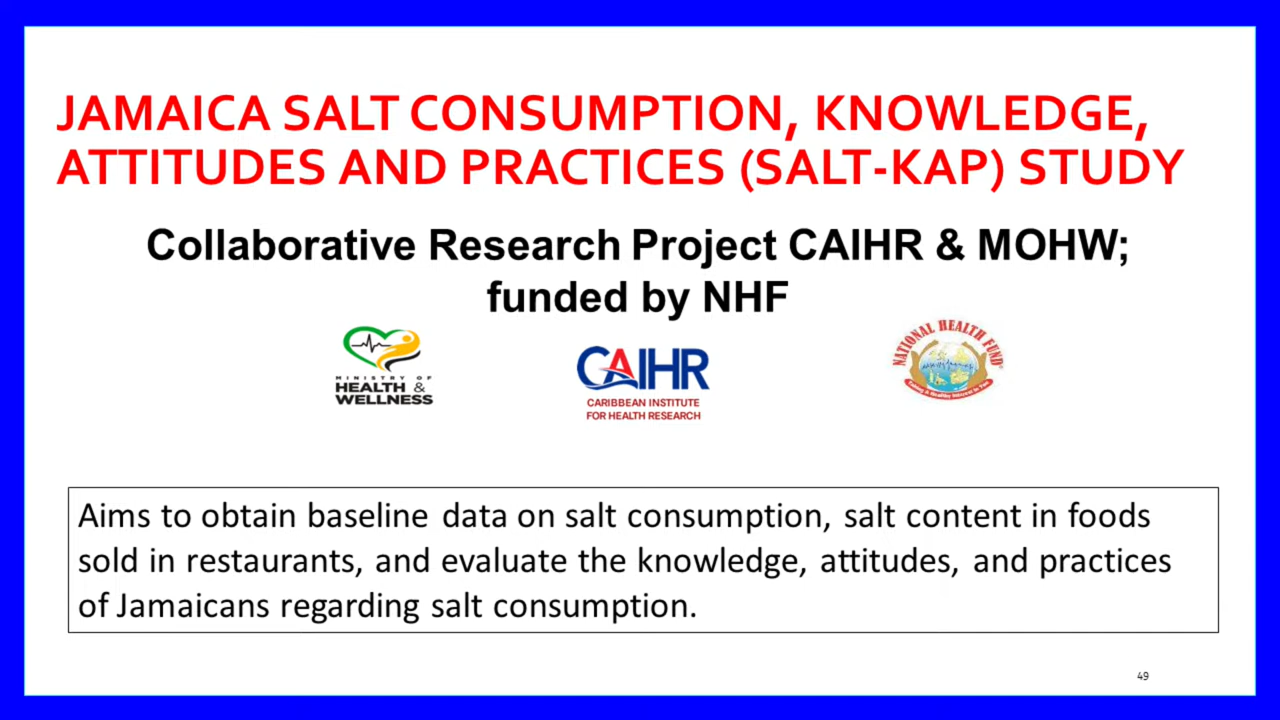 JAMAICA SALT CONSUMPTION, KNOWLEDGE,
ATTITUDES AND PRACTICES (SALT-KAP) STUDY
Collaborative Research Project CAIHR & MOHW;
funded by NHF
MINISTRY OF
HEALTH &
WELLNESS
CAIHR
CARIBBEAN INSTITUTE
FOR HEALTH RESEARCH
NATIONAL HEALTH FUND
Aims to obtain baseline data on salt consumption, salt content in foods
sold in restaurants, and evaluate the knowledge, attitudes, and practices
of Jamaicans regarding salt consumption.
49